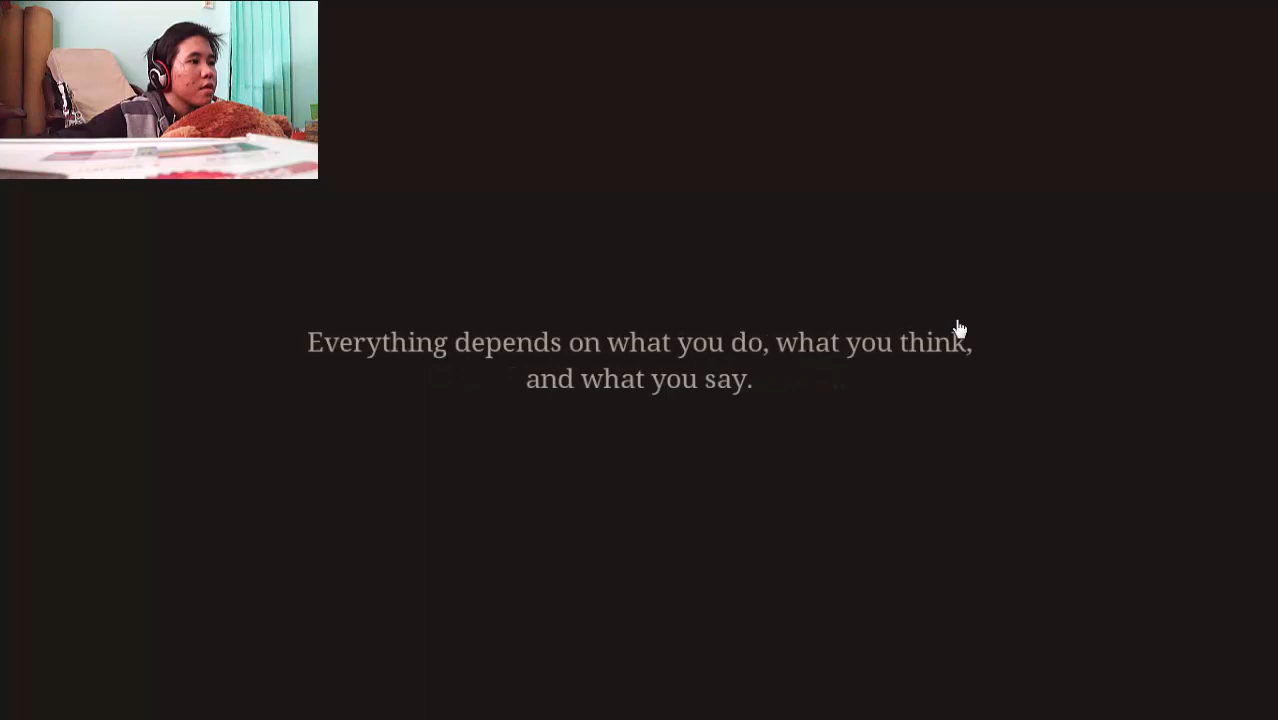 Everything depends on what you do, what you think,
and what you say.